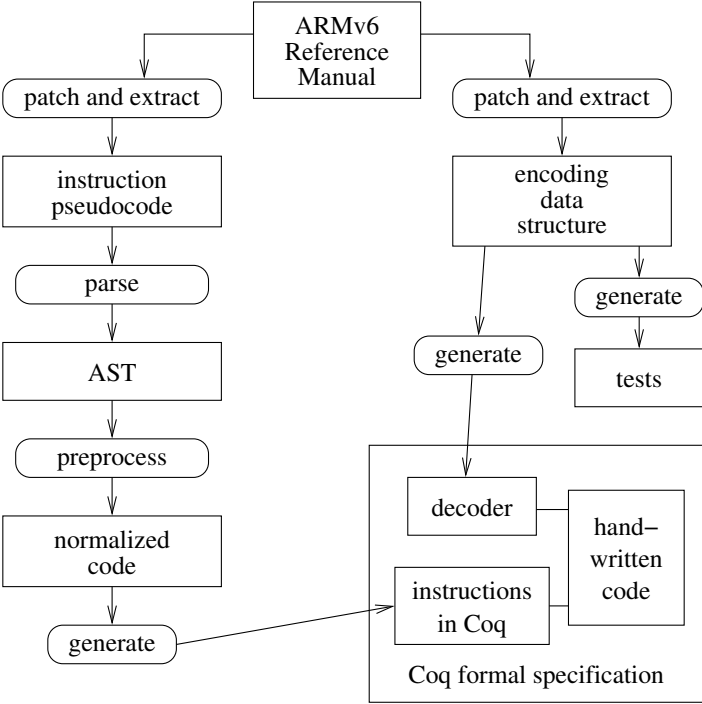 ARMv6
Reference
Manual
patch and extract
patch and extract
instruction
pseudocode
encoding
data
structure
parse
generate
generate
AST
tests
preprocess
decoder
hand−
written
code
normalized
code
instructions
in Coq
generate
Coq formal specification